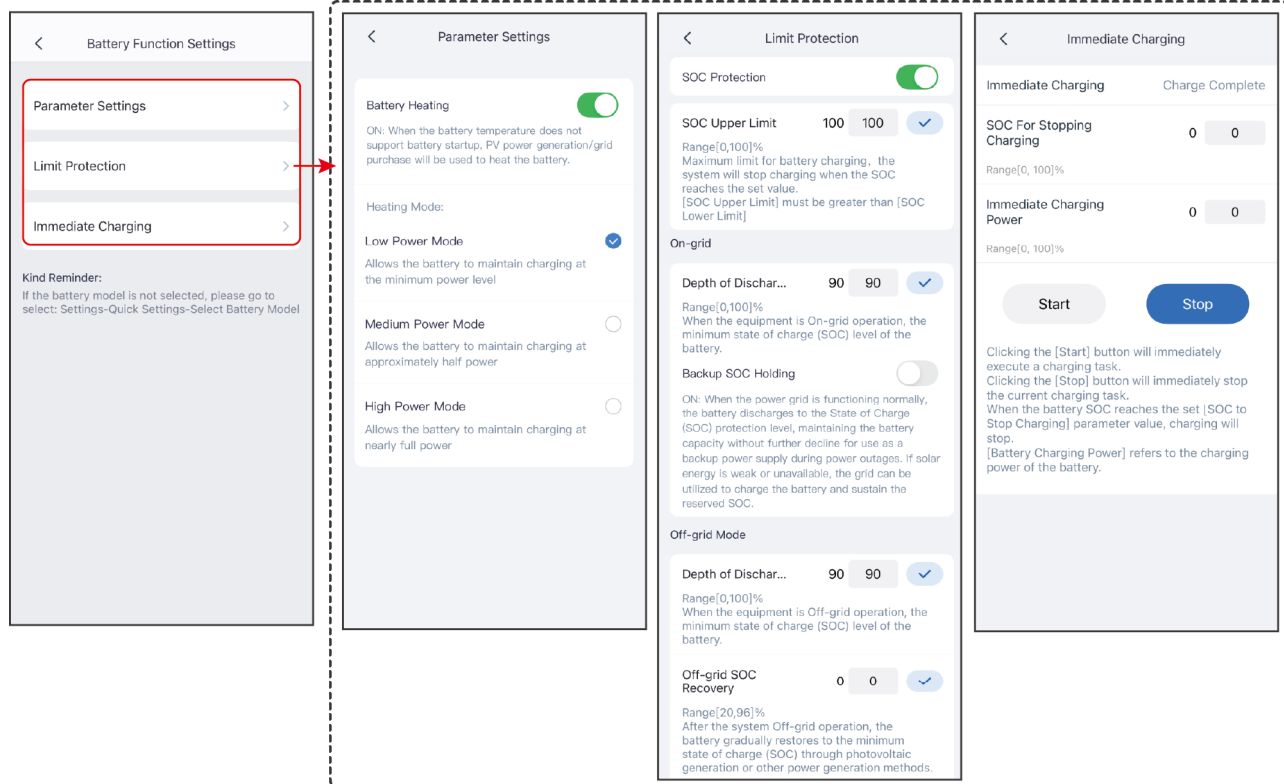 Battery Function Settings
Parameter Settings
Limit Protection
Immediate Charging
Kind Reminder:
If the battery model is not selected, please go to
select: Settings-Quick Settings-Select Battery Model
Parameter Settings
Battery Heating
ON: When the battery temperature does not
support battery startup, PV power generation/grid
purchase will be used to heat the battery.
Heating Mode:
Low Power Mode
Allows the battery to maintain charging at
the minimum power level
Medium Power Mode
Allows the battery to maintain charging at
approximately half power
High Power Mode
Allows the battery to maintain charging at
nearly full power
Limit Protection
SOC Protection
SOC Upper Limit 100 100
Range[0,100]%
Maximum limit for battery charging, the
system will stop charging when the SOC
reaches the set value.
[SOC Upper Limit] must be greater than [SOC
Lower Limit]
On-grid
Depth of Dischar... 90 90
Range[0,100]%
When the equipment is On-grid operation, the
minimum state of charge (SOC) level of the
battery.
Backup SOC Holding
ON: When the power grid is functioning normally,
the battery discharges to the State of Charge
(SOC) protection level, maintaining the battery
capacity without further decline for use as a
backup power supply during power outages. If solar
energy is weak or unavailable, the grid can be
utilized to charge the battery and sustain the
reserved SOC.
Off-grid Mode
Depth of Dischar... 90 90
Range[0,100]%
When the equipment is Off-grid operation, the
minimum state of charge (SOC) level of the
battery.
Off-grid SOC
Recovery 0 0
Range[20,96]%
After the system Off-grid operation, the
battery gradually restores to the minimum
state of charge (SOC) through photovoltaic
generation or other power generation methods.
Immediate Charging
Immediate Charging Charge Complete
SOC For Stopping
Charging 0 0
Range[0, 100]%
Immediate Charging
Power 0 0
Range[0, 100]%
Start Stop
Clicking the [Start] button will immediately
execute a charging task.
Clicking the [Stop] button will immediately stop
the current charging task.
When the battery SOC reaches the set [SOC to
Stop Charging] parameter value, charging will
stop.
[Battery Charging Power] refers to the charging
power of the battery.